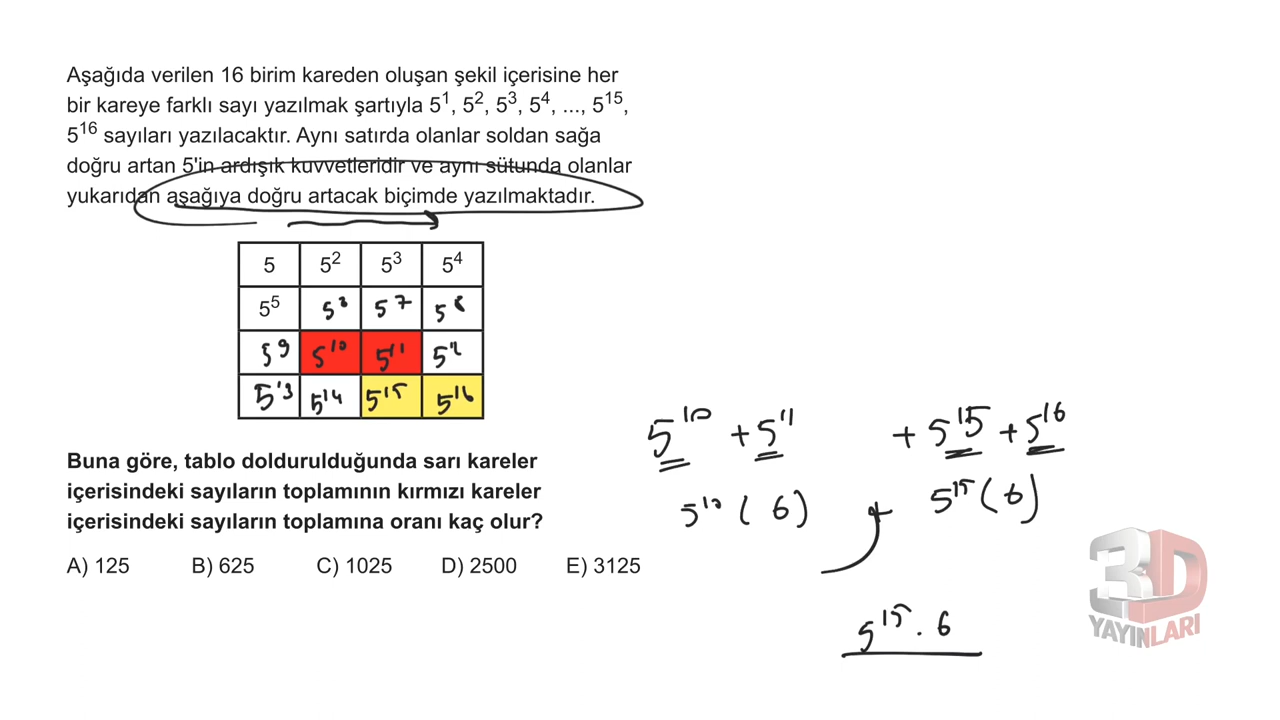 Aşağıda verilen 16 birim kareden oluşan şekil içerisine her
bir kareye farklı sayı yazılmak şartıyla 5¹, 5², 5³, 5⁴, ..., 5¹⁵,
5¹⁶ sayıları yazılacaktır. Aynı satırda olanlar soldan sağa
doğru artan 5'in ardışık kuvvetleridir ve aynı sütunda olanlar
yukarıdan aşağıya doğru artacak biçimde yazılmaktadır.
5 5² 5³ 5⁴
5⁵ 5⁷
5⁹ 5¹⁰ 5¹¹
5¹³ 5¹⁴ 5¹⁵ 5¹⁶
Buna göre, tablo doldurulduğunda sarı kareler
içerisindeki sayıların toplamının kırmızı kareler
içerisindeki sayıların toplamına oranı kaç olur?
A) 125 B) 625 C) 1025 D) 2500 E) 3125
5¹⁰ + 5¹¹ + 5¹⁵ + 5¹⁶
5¹⁰ ( 6 ) 5¹⁵ ( 6 )
5¹⁵ . 6
3D
YAYINLARI